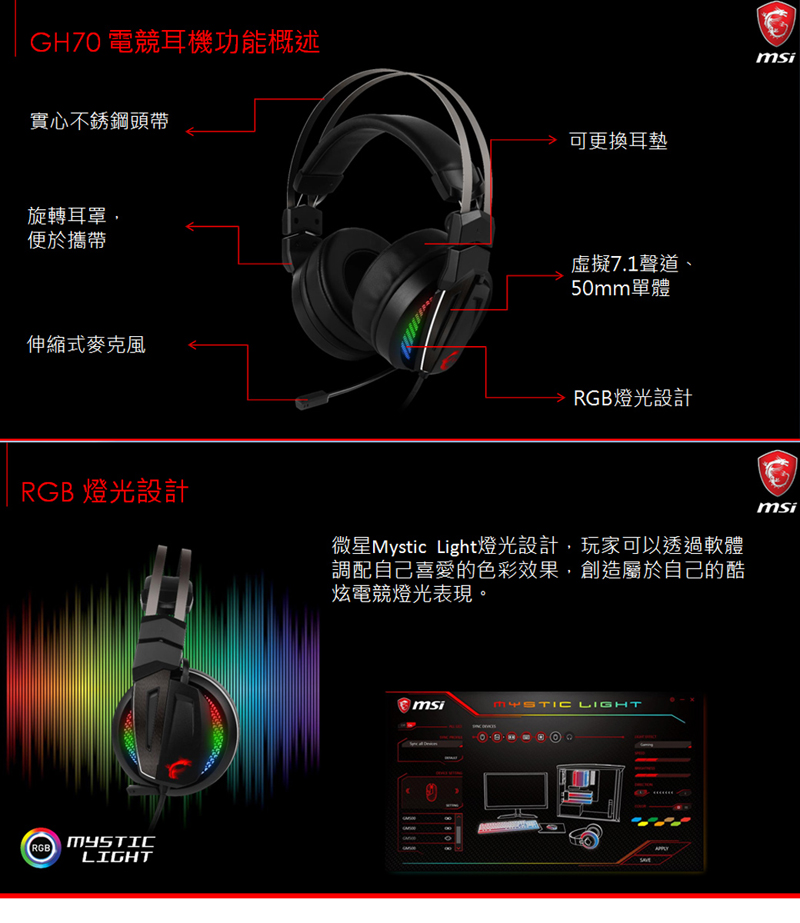 GH70 電競耳機功能概述
msi
實心不銹鋼頭帶
可更換耳墊
旋轉耳罩，
便於攜帶
虛擬7.1聲道、
50mm單體
伸縮式麥克風
RGB燈光設計
RGB 燈光設計
msi
微星Mystic Light燈光設計，玩家可以透過軟體
調配自己喜愛的色彩效果，創造屬於自己的酷
炫電競燈光表現。
msi
MYSTIC LIGHT
SYNC DEVICES
Sync all Devices
Gaming
DEFAULT
SETTING
APPLY
SAVE
RGB
MYSTIC
LIGHT